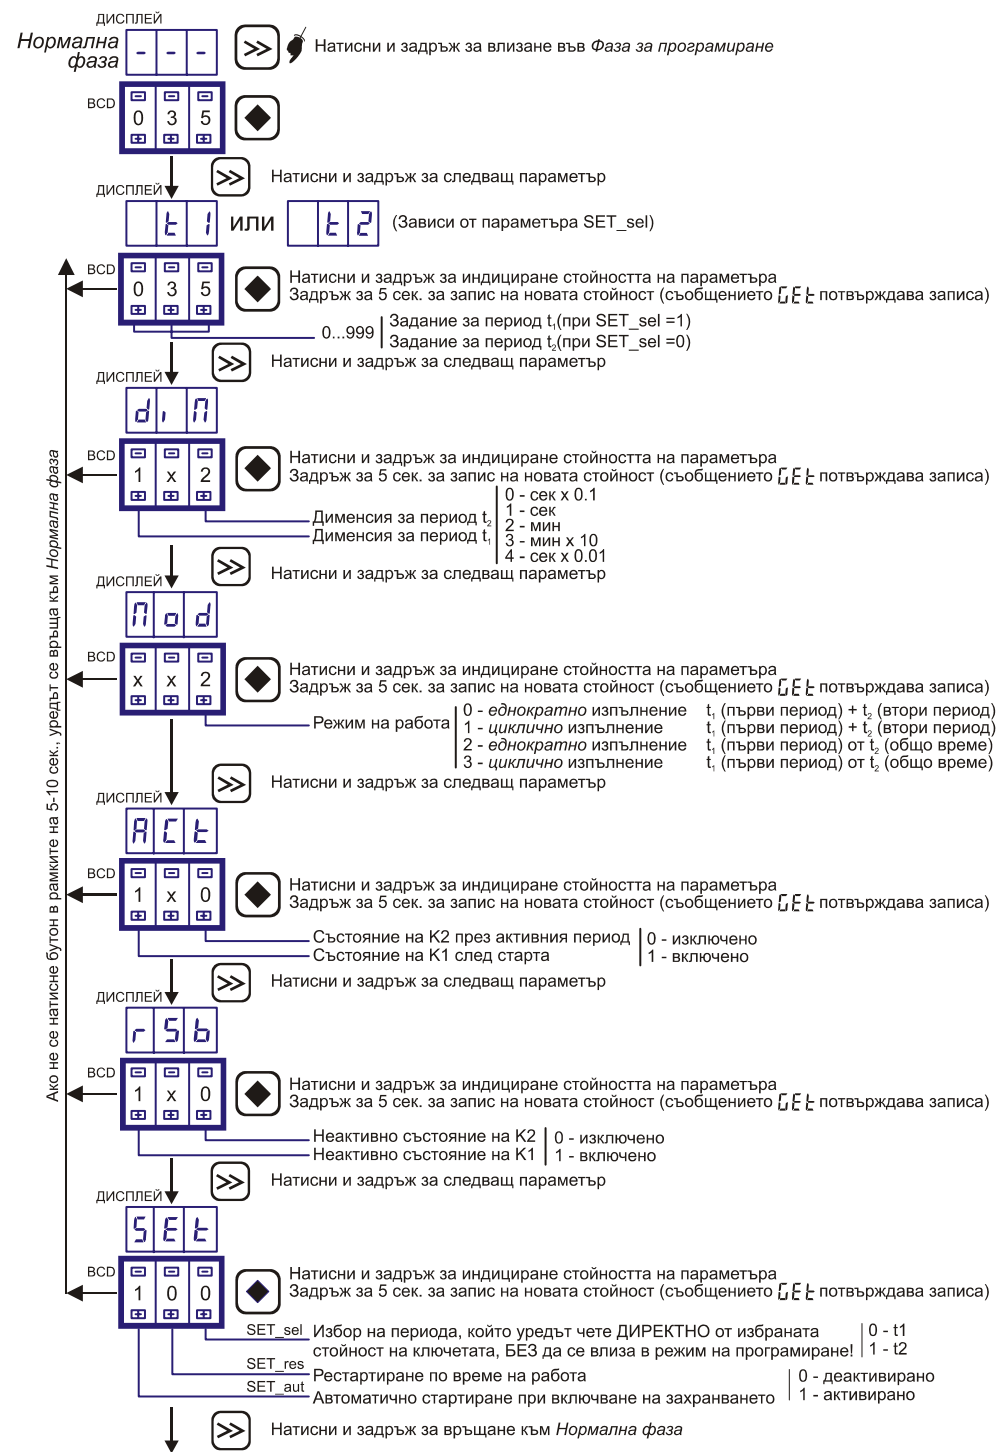 ДИСПЛЕЙ
Нормална фаза
- - -
Натисни и задръж за влизане във Фаза за програмиране
BCD
0 3 5
Натисни и задръж за следващ параметър
ДИСПЛЕЙ
t1 ИЛИ t2 (Зависи от параметъра SET_sel)
BCD
0 3 5
Натисни и задръж за индициране стойността на параметъра
Задръж за 5 сек. за запис на новата стойност (съобщението GEt потвърждава записа)
0...999
Задание за период t₁(при SET_sel =1)
Задание за период t₂(при SET_sel =0)
Натисни и задръж за следващ параметър
ДИСПЛЕЙ
diM
BCD
1 x 2
Натисни и задръж за индициране стойността на параметъра
Задръж за 5 сек. за запис на новата стойност (съобщението GEt потвърждава записа)
Дименсия за период t₂
Дименсия за период t₁
0 - сек x 0.1
1 - сек
2 - мин
3 - мин x 10
4 - сек x 0.01
Натисни и задръж за следващ параметър
ДИСПЛЕЙ
Mod
BCD
x x 2
Натисни и задръж за индициране стойността на параметъра
Задръж за 5 сек. за запис на новата стойност (съобщението GEt потвърждава записа)
Режим на работа
0 - еднократно изпълнение t₁ (първи период) + t₂ (втори период)
1 - циклично изпълнение t₁ (първи период) + t₂ (втори период)
2 - еднократно изпълнение t₁ (първи период) от t₂ (общо време)
3 - циклично изпълнение t₁ (първи период) от t₂ (общо време)
Натисни и задръж за следващ параметър
ДИСПЛЕЙ
ACt
BCD
1 x 0
Натисни и задръж за индициране стойността на параметъра
Задръж за 5 сек. за запис на новата стойност (съобщението GEt потвърждава записа)
Състояние на K2 през активния период
Състояние на K1 след старта
0 - изключено
1 - включено
Натисни и задръж за следващ параметър
ДИСПЛЕЙ
rSb
BCD
1 x 0
Натисни и задръж за индициране стойността на параметъра
Задръж за 5 сек. за запис на новата стойност (съобщението GEt потвърждава записа)
Неактивно състояние на K2
Неактивно състояние на K1
0 - изключено
1 - включено
Натисни и задръж за следващ параметър
ДИСПЛЕЙ
SEt
BCD
1 0 0
Натисни и задръж за индициране стойността на параметъра
Задръж за 5 сек. за запис на новата стойност (съобщението GEt потвърждава записа)
SET_sel Избор на периода, който уредът чете ДИРЕКТНО от избраната
стойност на ключетата, БЕЗ да се влиза в режим на програмиране!
0 - t1
1 - t2
SET_res Рестартиране по време на работа
SET_aut Автоматично стартиране при включване на захранването
0 - деактивирано
1 - активирано
Натисни и задръж за връщане към Нормална фаза
Ако не се натисне бутон в рамките на 5-10 сек., уредът се връща към Нормална фаза